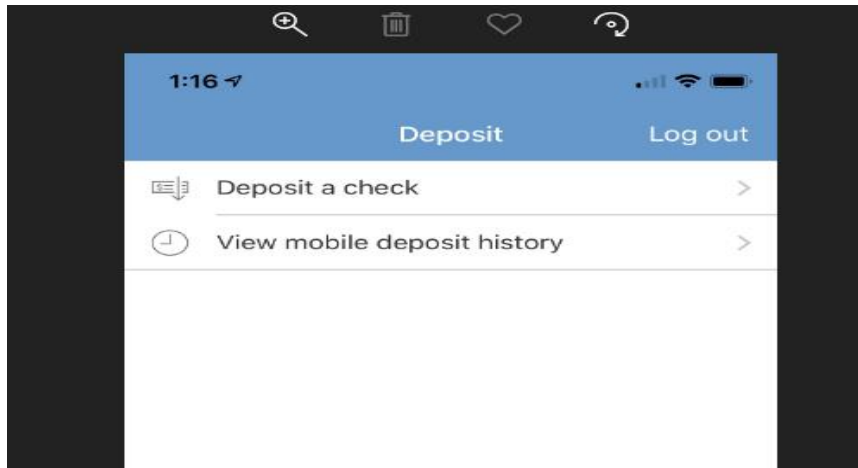 1:16
Deposit
Log out
Deposit a check
View mobile deposit history